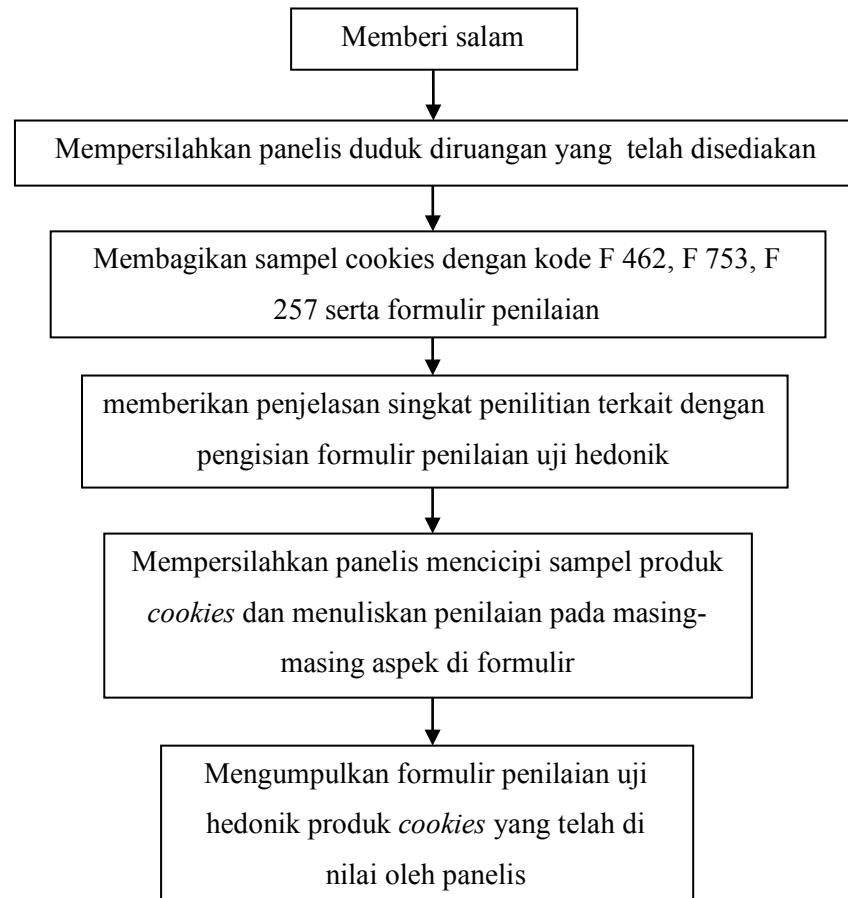 Memberi salam
Mempersilahkan panelis duduk diruangan yang telah disediakan
Membagikan sampel cookies dengan kode F 462, F 753, F
257 serta formulir penilaian
memberikan penjelasan singkat penilitian terkait dengan
pengisian formulir penilaian uji hedonik
Mempersilahkan panelis mencicipi sampel produk
cookies dan menuliskan penilaian pada masing-
masing aspek di formulir
Mengumpulkan formulir penilaian uji
hedonik produk cookies yang telah di
nilai oleh panelis